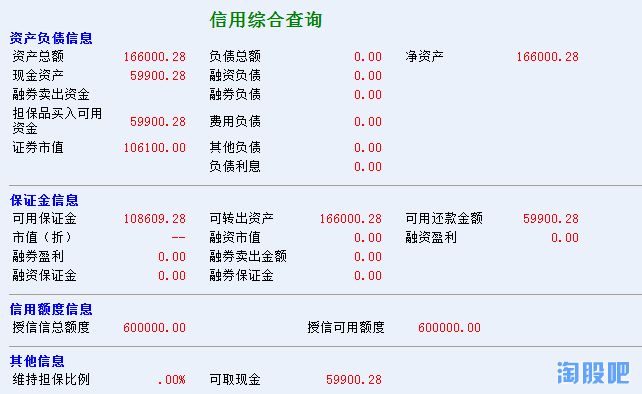 信用综合查询
资产负债信息
资产总额 166000.28 负债总额 0.00 净资产 166000.28
现金资产 59900.28 融资负债 0.00
融券卖出资金 融券负债 0.00
担保品买入可用
资金 59900.28 费用负债 0.00
证券市值 106100.00 其他负债 0.00
负债利息 0.00
保证金信息
可用保证金 108609.28 可转出资产 166000.28 可用还款金额 59900.28
市值（折） -- 融资市值 0.00 融资盈利 0.00
融券盈利 0.00 融券卖出金额 0.00
融资保证金 0.00 融券保证金 0.00
信用额度信息
授信信总额度 600000.00 授信可用额度 600000.00
其他信息
维持担保比例 .00% 可取现金 59900.28
淘股吧